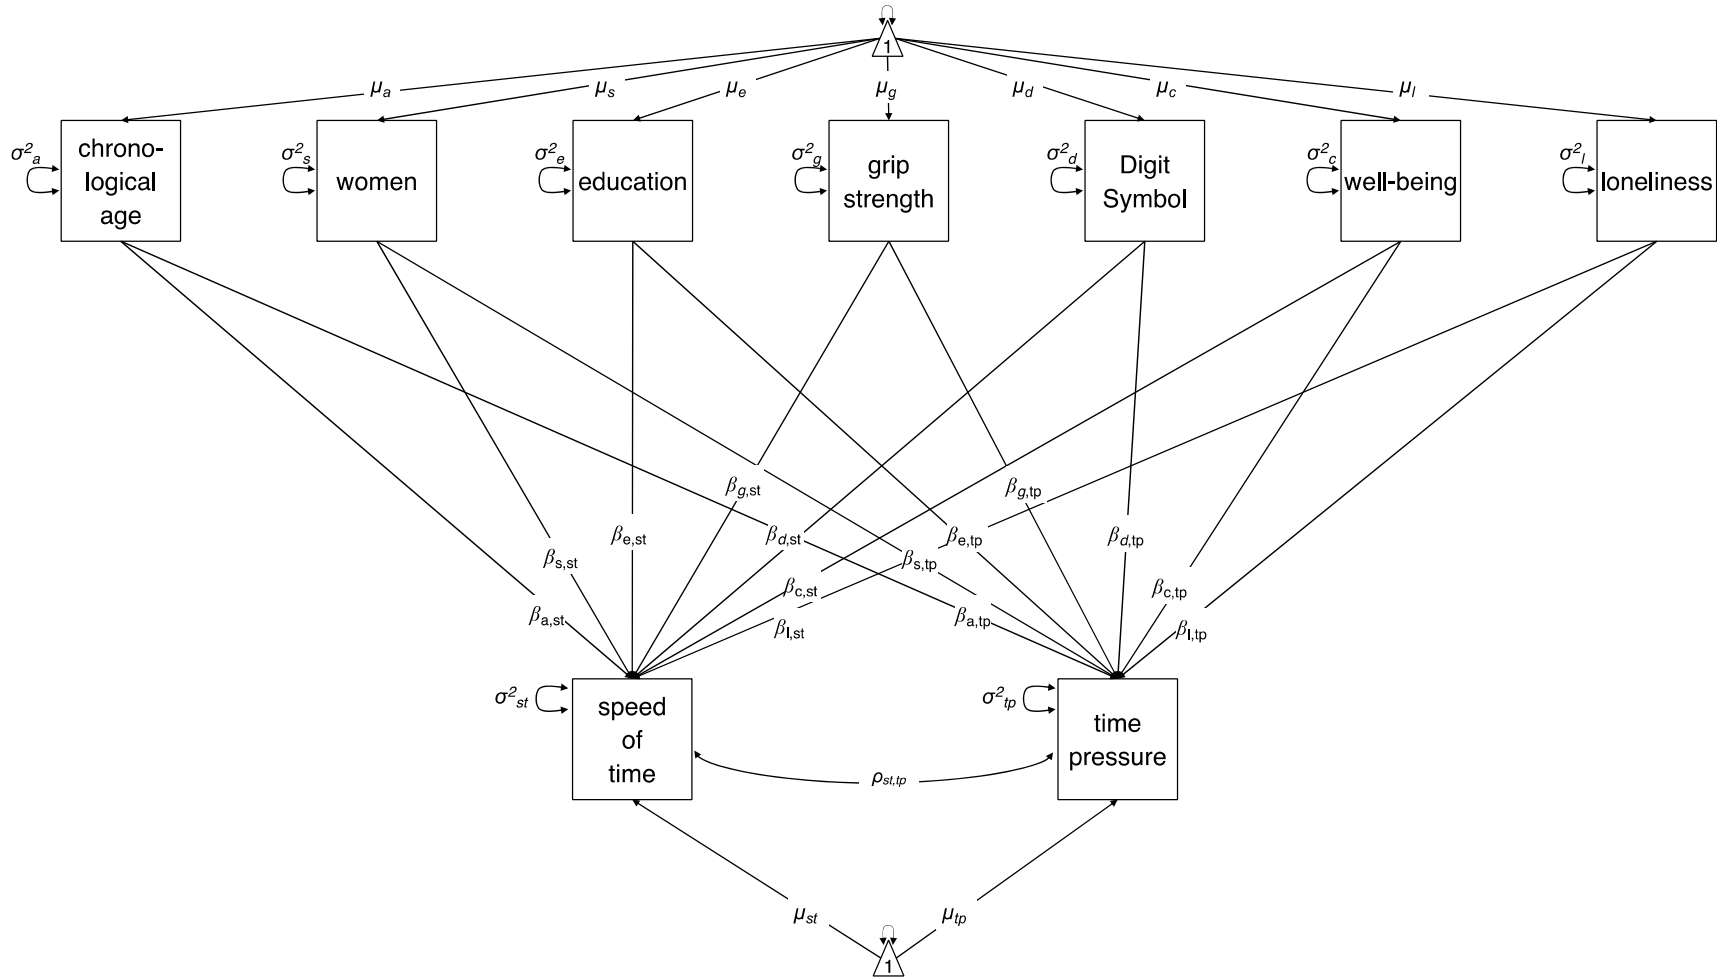 1
μa μs μe μg μd μc μl
σ²a σ²s σ²e σ²g σ²d σ²c σ²l
chrono-
logical
age
women
education
grip
strength
Digit
Symbol
well-being
loneliness
βg,st βg,tp
βe,st βd,st βe,tp βd,tp
βs,st βs,tp
βc,st βc,tp
βa,st βl,st βa,tp βl,tp
σ²st σ²tp
speed
of
time
time
pressure
ρst,tp
μst μtp
1